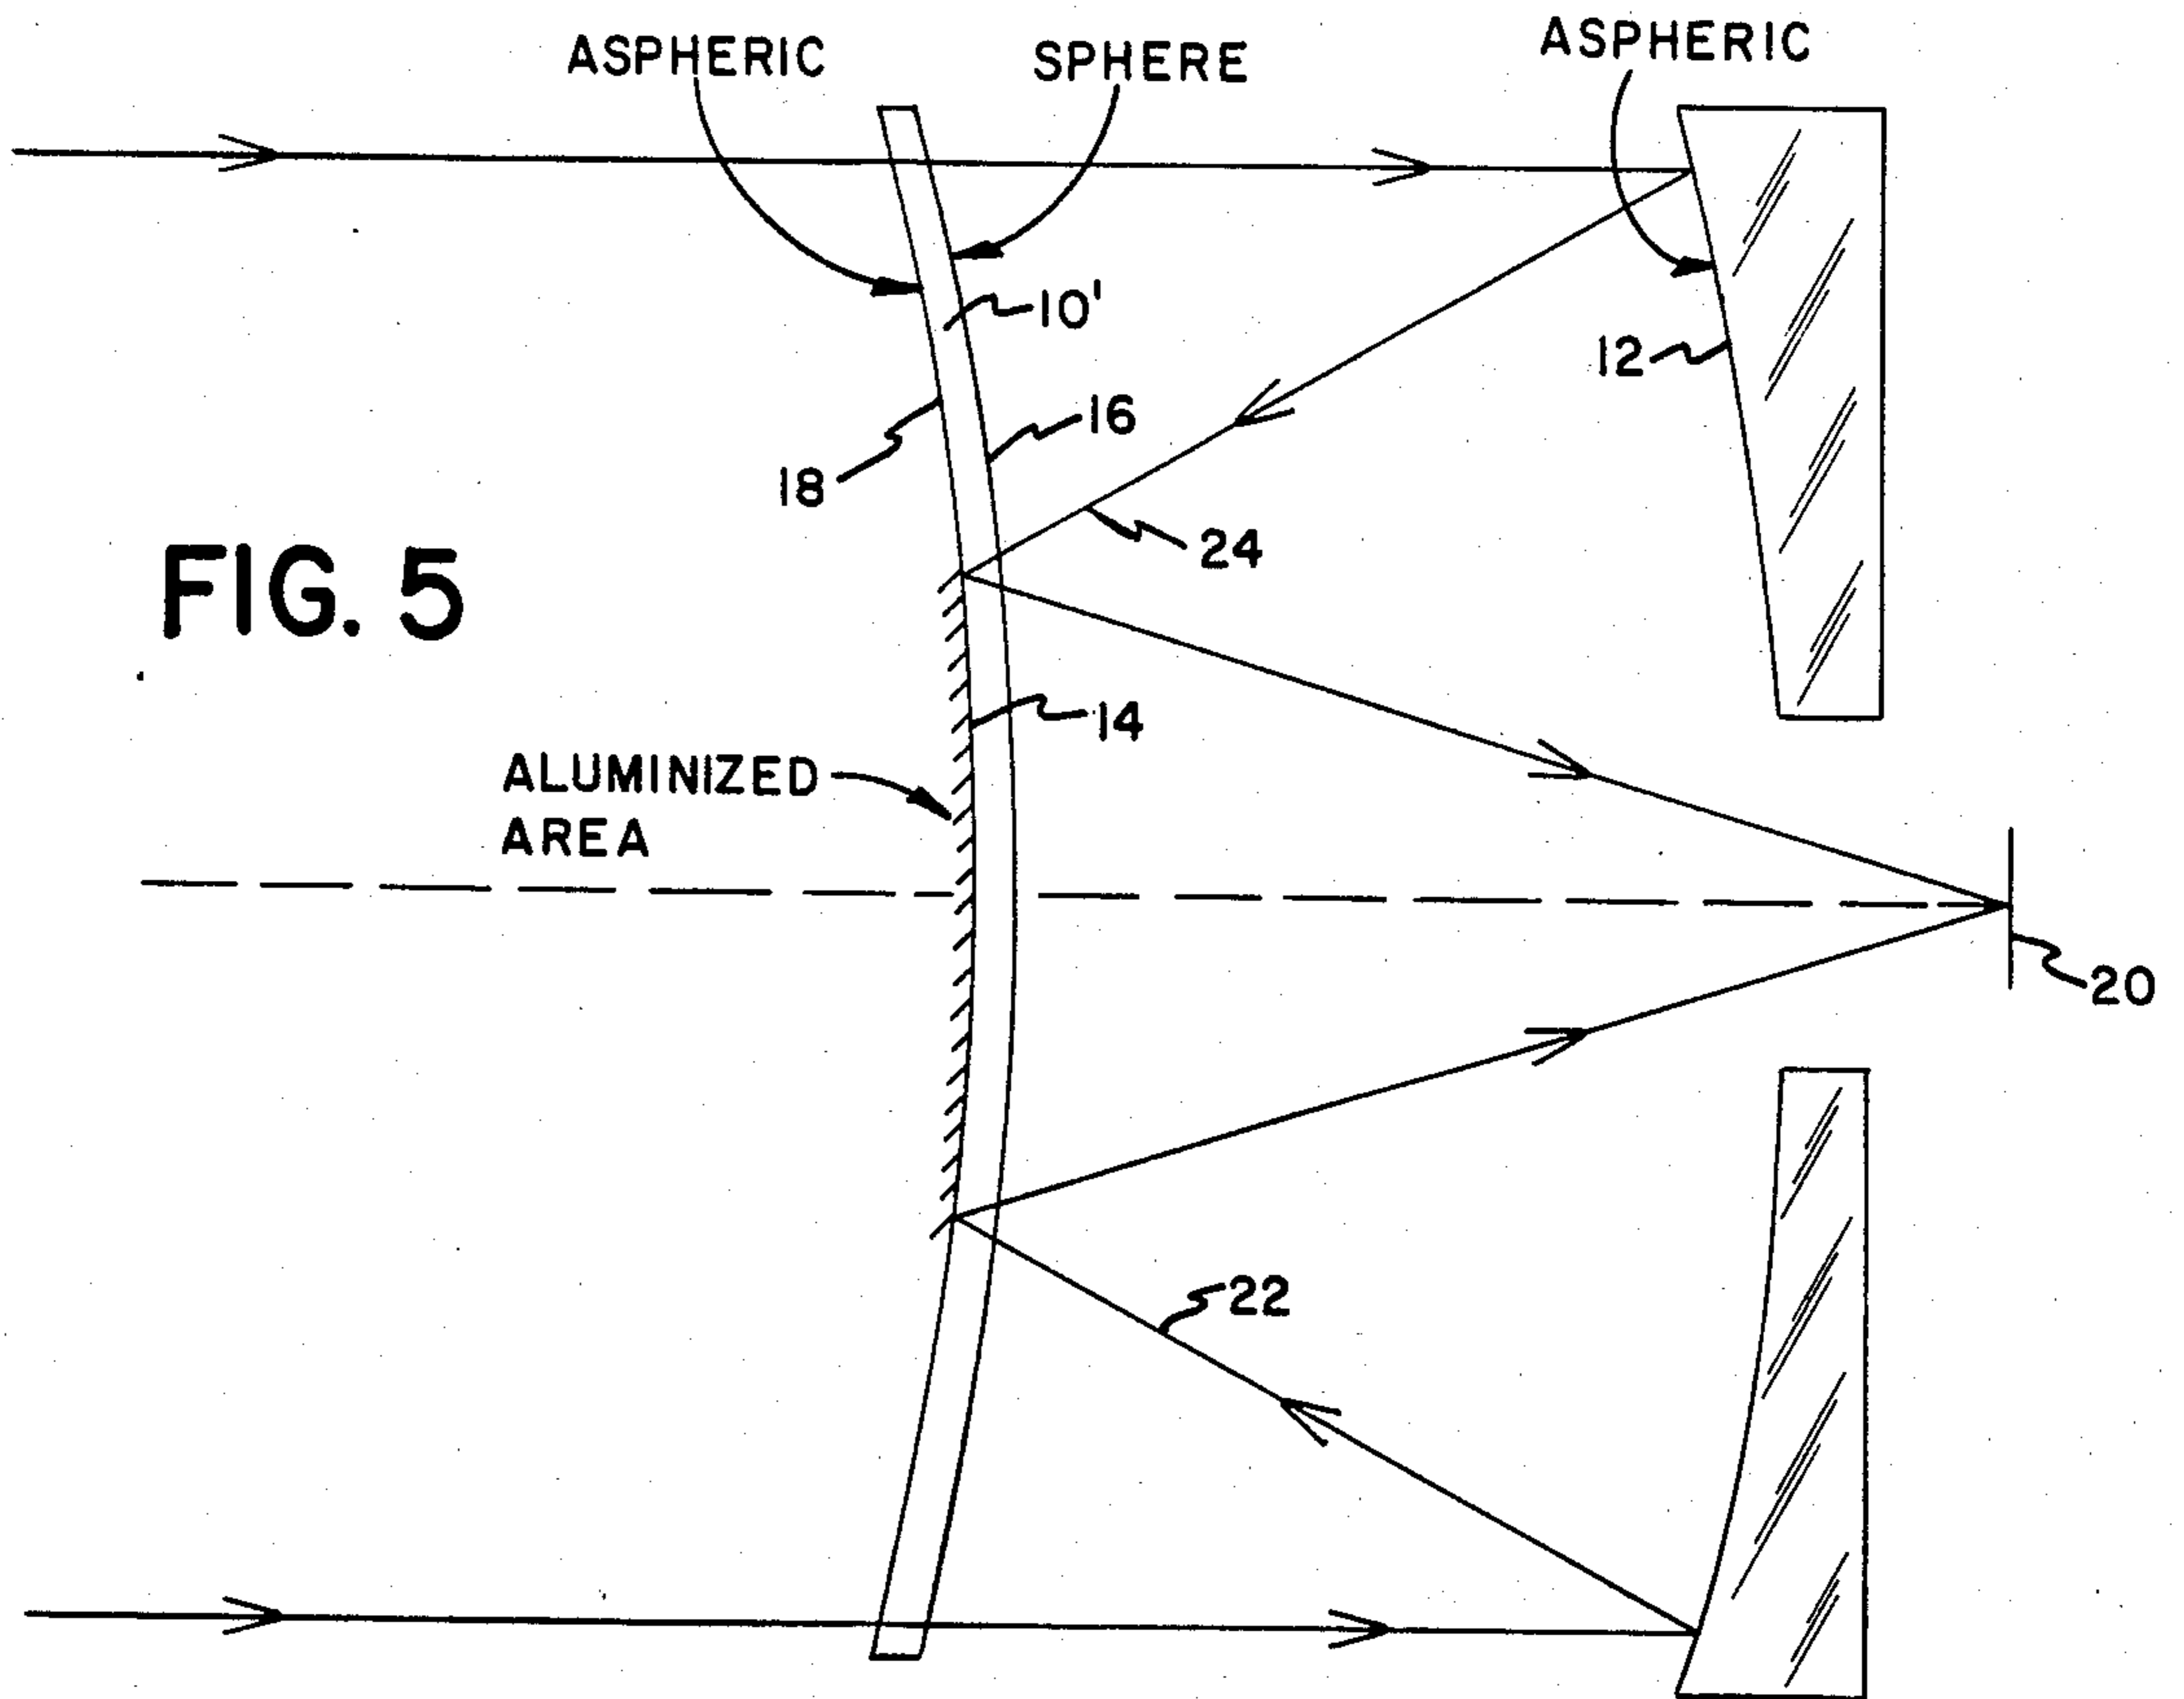 ASPHERIC
SPHERE
ASPHERIC
10'
12
16
18
24
FIG. 5
14
ALUMINIZED
AREA
20
22